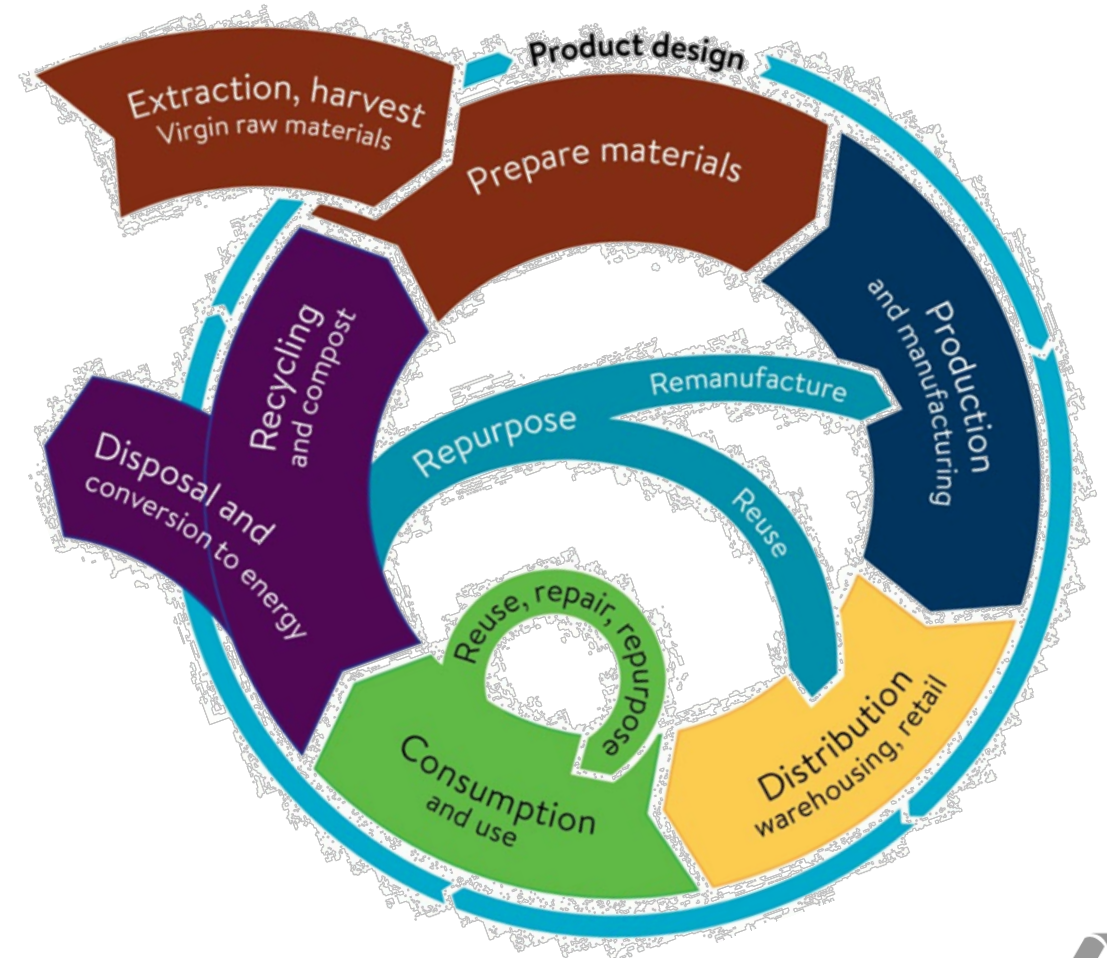 Product design
Extraction, harvest
Virgin raw materials
Prepare materials
Production
and manufacturing
Recycling
and compost
Remanufacture
Repurpose
Reuse
Disposal and
conversion to energy
Reuse, repair, repurpose
Distribution
warehousing, retail
Consumption
and use